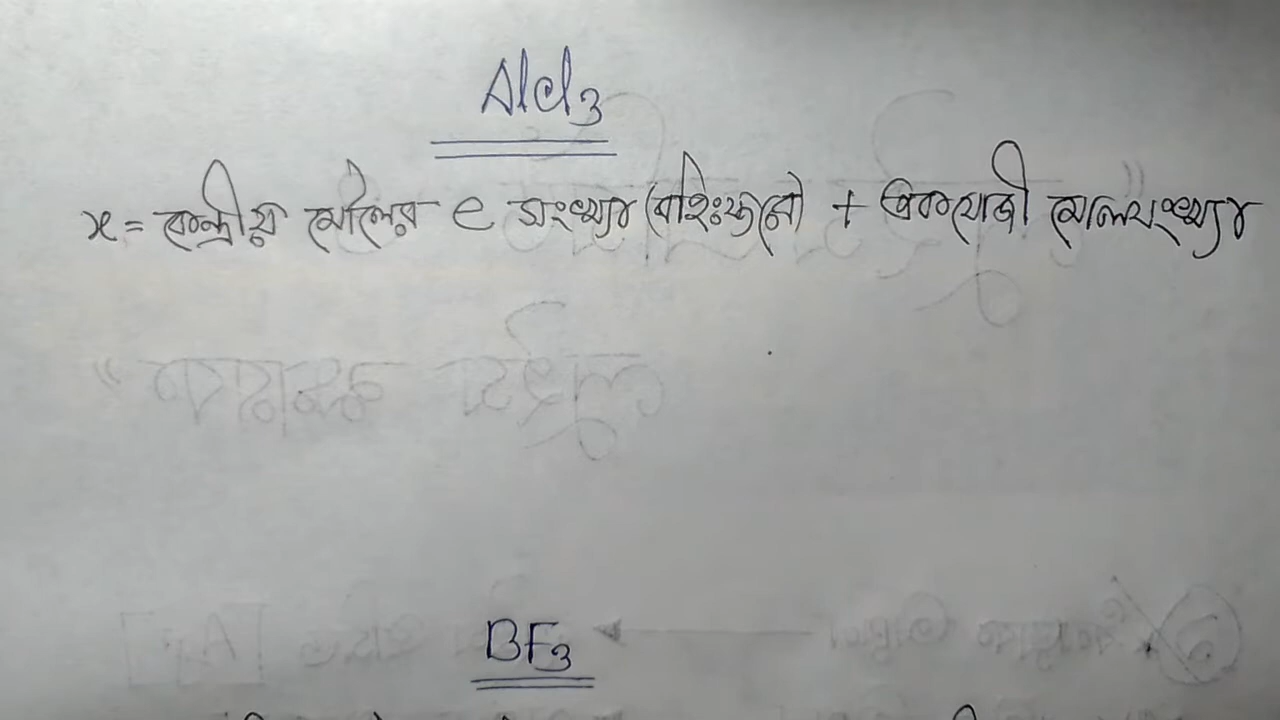 AlCl3
x = কেন্দ্রীয় মৌলের e সংখ্যা (বহিঃস্তরে) + একযোজী মৌলসংখ্যা
BF3